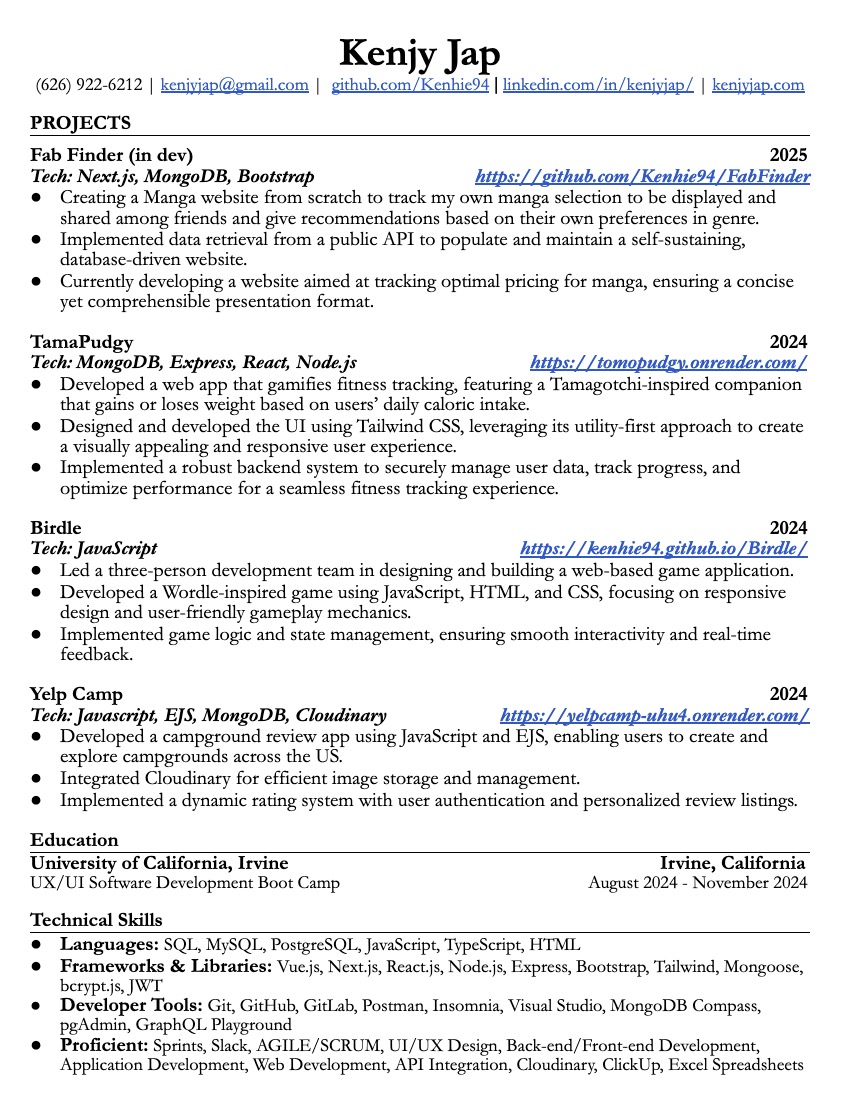 Kenjy Jap
(626) 922-6212 | kenjyjap@gmail.com | github.com/Kenhie94 | linkedin.com/in/kenjyjap/ | kenjyjap.com
PROJECTS
Fab Finder (in dev) 2025
Tech: Next.js, MongoDB, Bootstrap https://github.com/Kenhie94/FabFinder
● Creating a Manga website from scratch to track my own manga selection to be displayed and
shared among friends and give recommendations based on their own preferences in genre.
● Implemented data retrieval from a public API to populate and maintain a self-sustaining,
database-driven website.
● Currently developing a website aimed at tracking optimal pricing for manga, ensuring a concise
yet comprehensible presentation format.
TamaPudgy 2024
Tech: MongoDB, Express, React, Node.js https://tomopudgy.onrender.com/
● Developed a web app that gamifies fitness tracking, featuring a Tamagotchi-inspired companion
that gains or loses weight based on users’ daily caloric intake.
● Designed and developed the UI using Tailwind CSS, leveraging its utility-first approach to create
a visually appealing and responsive user experience.
● Implemented a robust backend system to securely manage user data, track progress, and
optimize performance for a seamless fitness tracking experience.
Birdle 2024
Tech: JavaScript https://kenhie94.github.io/Birdle/
● Led a three-person development team in designing and building a web-based game application.
● Developed a Wordle-inspired game using JavaScript, HTML, and CSS, focusing on responsive
design and user-friendly gameplay mechanics.
● Implemented game logic and state management, ensuring smooth interactivity and real-time
feedback.
Yelp Camp 2024
Tech: Javascript, EJS, MongoDB, Cloudinary https://yelpcamp-uhu4.onrender.com/
● Developed a campground review app using JavaScript and EJS, enabling users to create and
explore campgrounds across the US.
● Integrated Cloudinary for efficient image storage and management.
● Implemented a dynamic rating system with user authentication and personalized review listings.
Education
University of California, Irvine Irvine, California
UX/UI Software Development Boot Camp August 2024 - November 2024
Technical Skills
● Languages: SQL, MySQL, PostgreSQL, JavaScript, TypeScript, HTML
● Frameworks & Libraries: Vue.js, Next.js, React.js, Node.js, Express, Bootstrap, Tailwind, Mongoose,
bcrypt.js, JWT
● Developer Tools: Git, GitHub, GitLab, Postman, Insomnia, Visual Studio, MongoDB Compass,
pgAdmin, GraphQL Playground
● Proficient: Sprints, Slack, AGILE/SCRUM, UI/UX Design, Back-end/Front-end Development,
Application Development, Web Development, API Integration, Cloudinary, ClickUp, Excel Spreadsheets